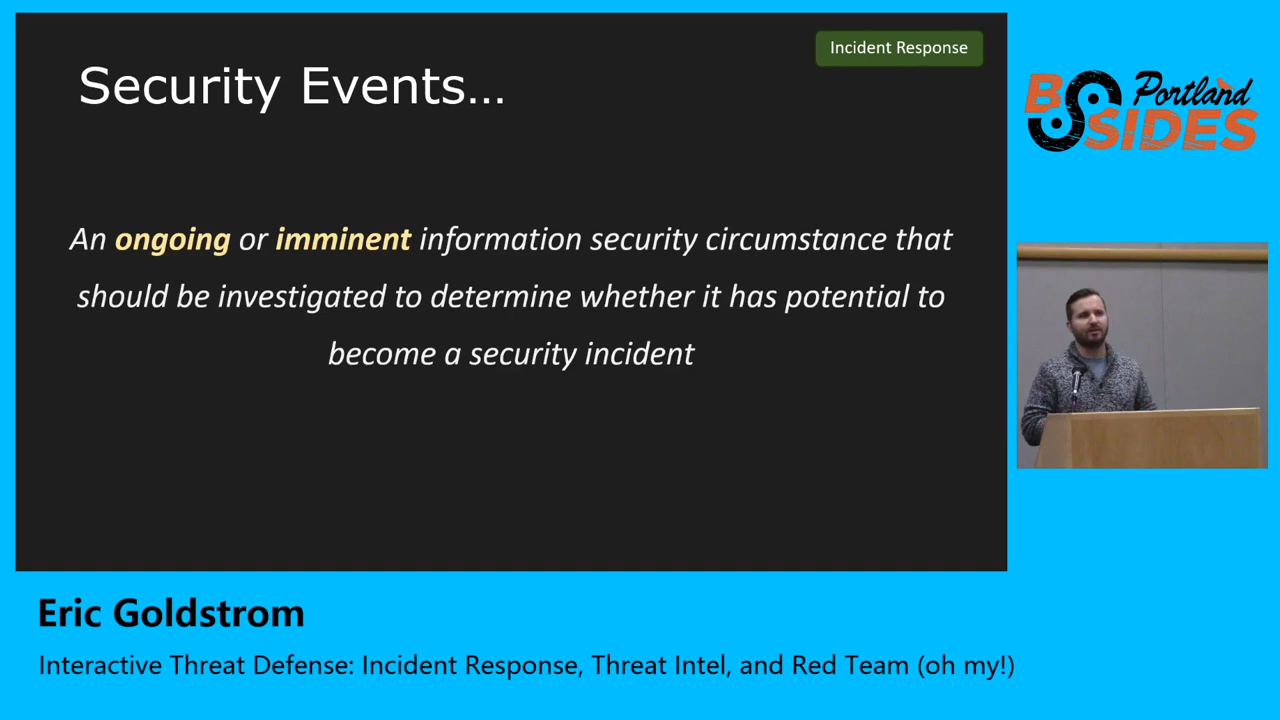 Incident Response
Security Events...
An ongoing or imminent information security circumstance that
should be investigated to determine whether it has potential to
become a security incident
BSIDES Portland
Eric Goldstrom
Interactive Threat Defense: Incident Response, Threat Intel, and Red Team (oh my!)